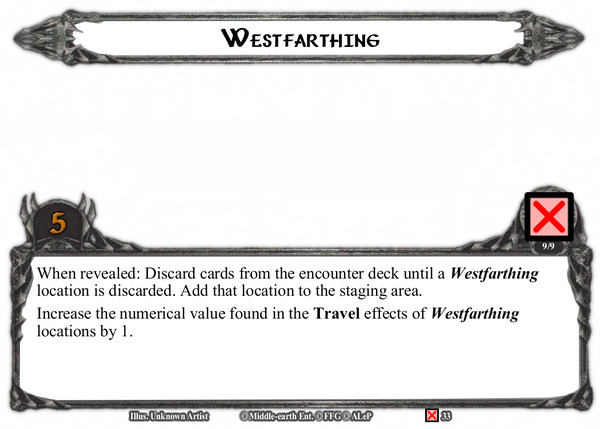 Westfarthing
5
9/9
When revealed: Discard cards from the encounter deck until a Westfarthing
location is discarded. Add that location to the staging area.
Increase the numerical value found in the Travel effects of Westfarthing
locations by 1.
Illus. Unknown Artist © Middle-earth Ent. © FFG © ALeP 33